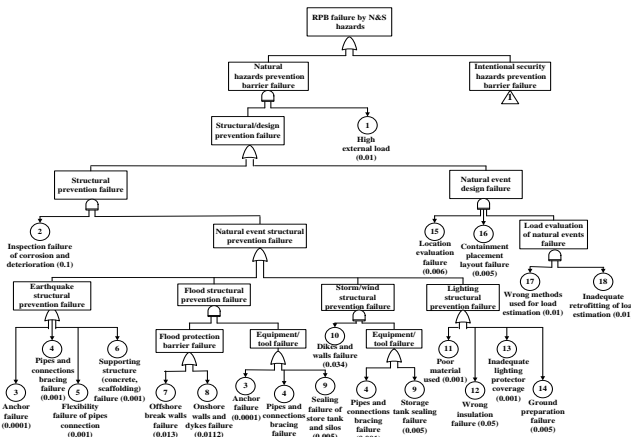 RPB failure by N&S
hazards
Natural
hazards prevention
barrier failure
Intentional security
hazards prevention
barrier failure
1
Structural/design
prevention failure
1
High
external load
(0.01)
Structural
prevention failure
Natural event
design failure
2
Inspection failure
of corrosion and
deterioration (0.1)
Natural event structural
prevention failure
15
Location
evaluation
failure
(0.006)
16
Containment
placement
layout failure
(0.005)
Load evaluation
of natural events
failure
17
Wrong methods
used for load
estimation (0.01)
18
Inadequate
retrofitting of loa
estimation (0.01
Earthquake
structural
prevention failure
Flood structural
prevention failure
Storm/wind
structural
prevention failure
Lighting
structural
prevention failure
3
Anchor
failure
(0.0001)
4
Pipes and
connections
bracing
failure
(0.001)
5
Flexibility
failure of pipes
connection
(0.001)
6
Supporting
structure
(concrete,
scaffolding)
failure (0.001)
Flood protection
barrier failure
Equipment/
tool failure
10
Dikes and
walls failure
(0.034)
Equipment/
tool failure
11
Poor
material
used (0.001)
12
Wrong
insulation
failure (0.05)
13
Inadequate
lighting
protector
coverage
(0.001)
14
Ground
preparation
failure
(0.005)
7
Offshore
break walls
failure
(0.013)
8
Onshore
walls and
dykes failure
(0.0112)
3
Anchor
failure
(0.0001)
4
Pipes and
connections
bracing
failure
9
Sealing
failure of
store tank
and silos
4
Pipes and
connections
bracing
failure
9
Storage
tank sealing
failure
(0.005)